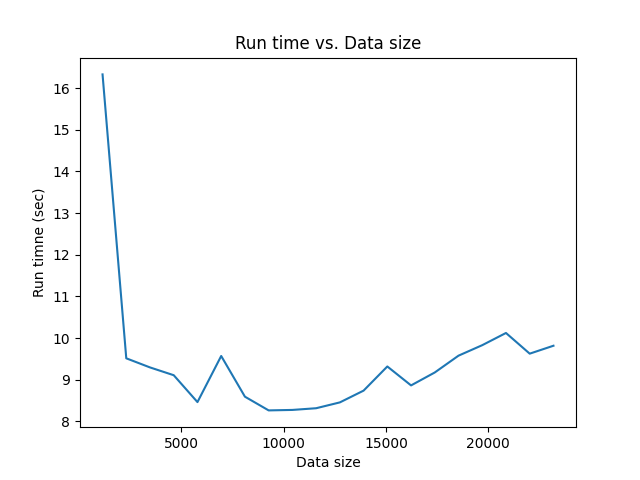 Run time vs. Data size
16
15
14
13
12
11
10
9
8
Run timne (sec)
5000 10000 15000 20000
Data size